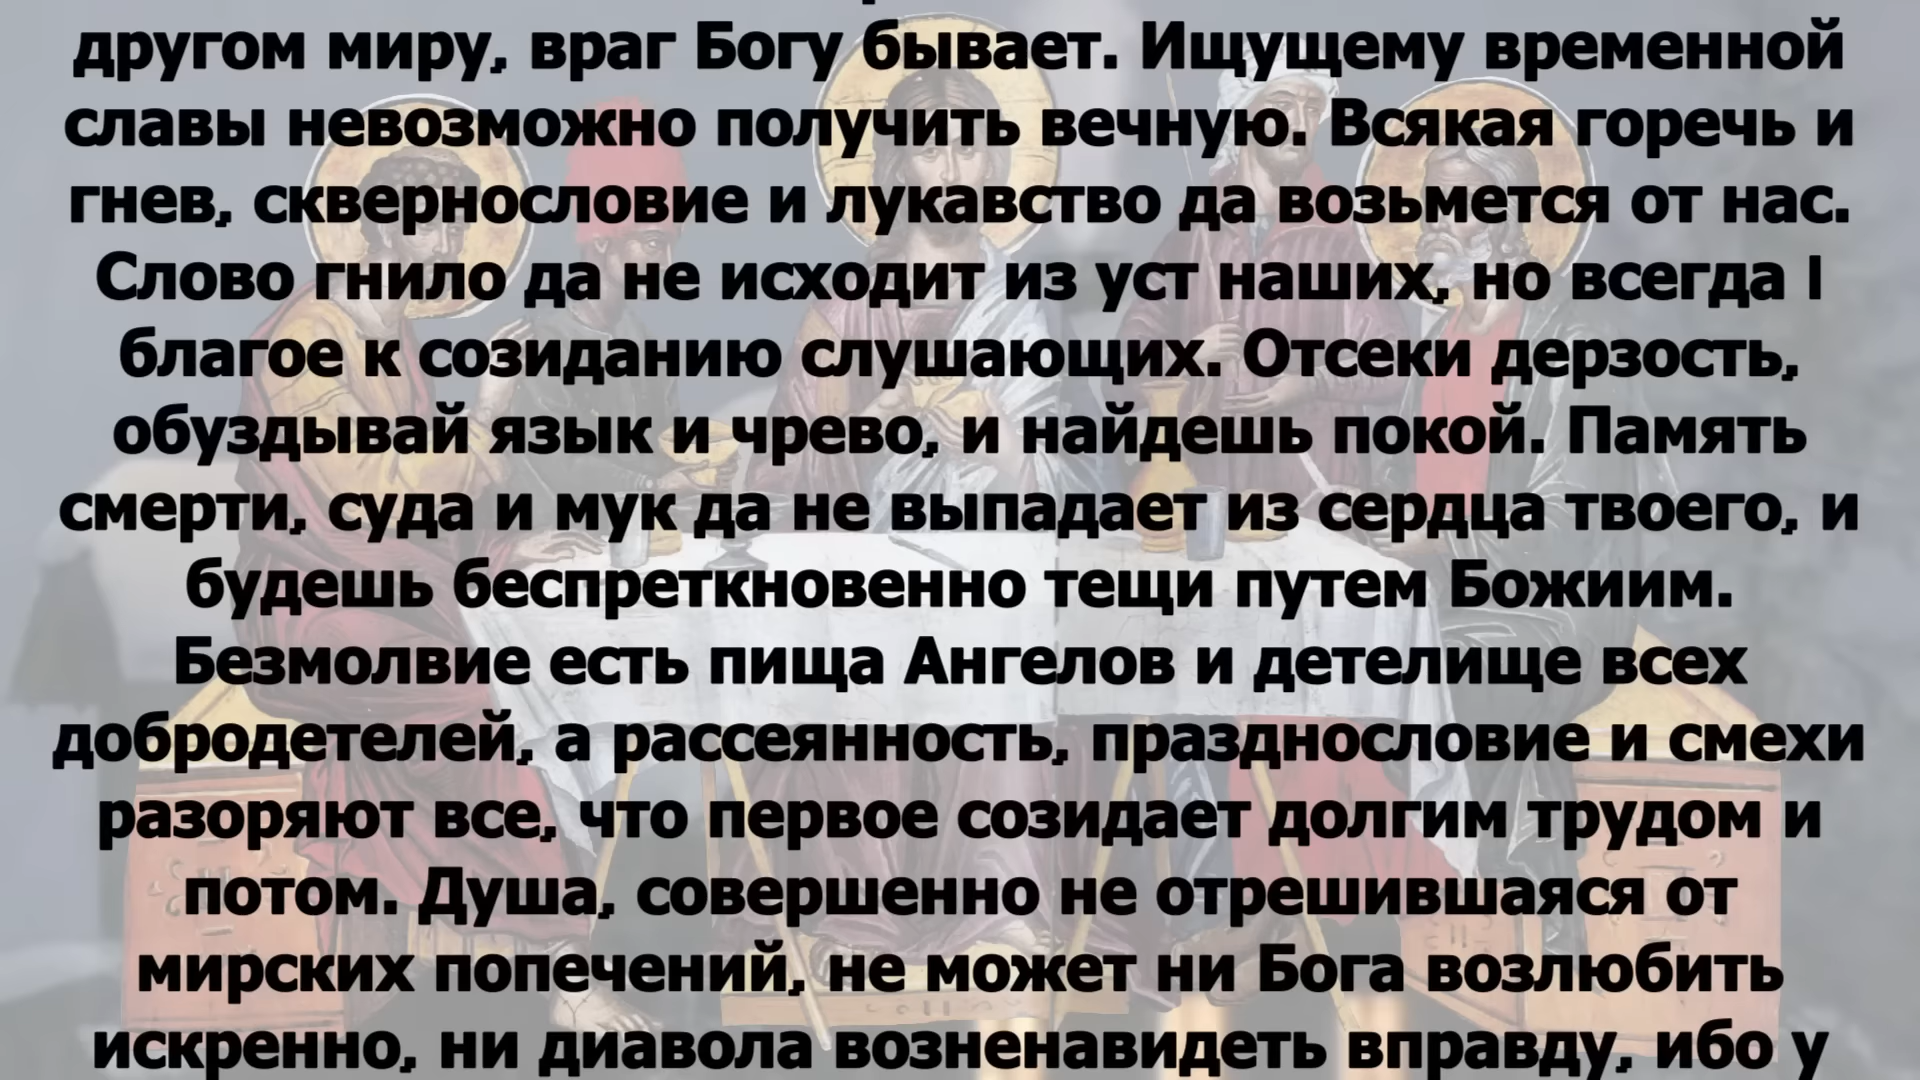 другом миру, враг Богу бывает. Ищущему временной
славы невозможно получить вечную. Всякая горечь и
гнев, сквернословие и лукавство да возьмется от нас.
Слово гнило да не исходит из уст наших, но всегда |
благое к созиданию слушающих. Отсеки дерзость,
обуздывай язык и чрево, и найдешь покой. Память
смерти, суда и мук да не выпадает из сердца твоего, и
будешь беспреткновенно тещи путем Божиим.
Безмолвие есть пища Ангелов и детелище всех
добродетелей, а рассеянность, празднословие и смехи
разоряют все, что первое созидает долгим трудом и
потом. Душа, совершенно не отрешившаяся от
мирских попечений, не может ни Бога возлюбить
искренно, ни диавола возненавидеть вправду, ибо у